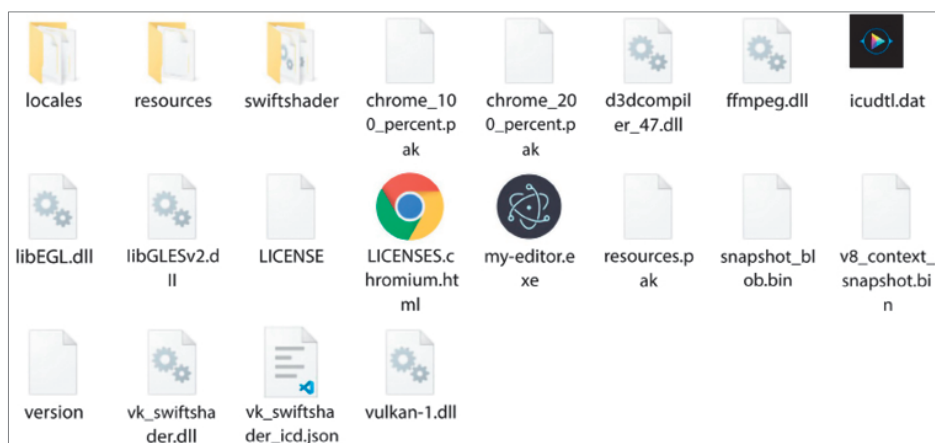 locales
resources
swiftshader
chrome_10
0_percent.p
ak
chrome_20
0_percent.p
ak
d3dcompil
er_47.dll
ffmpeg.dll
icudtl.dat
libEGL.dll
libGLESv2.d
ll
LICENSE
LICENSES.c
hromium.ht
ml
my-editor.e
xe
resources.p
ak
snapshot_bl
ob.bin
v8_context_
snapshot.bi
n
version
vk_swiftsha
der.dll
vk_swiftsha
der_icd.json
vulkan-1.dll